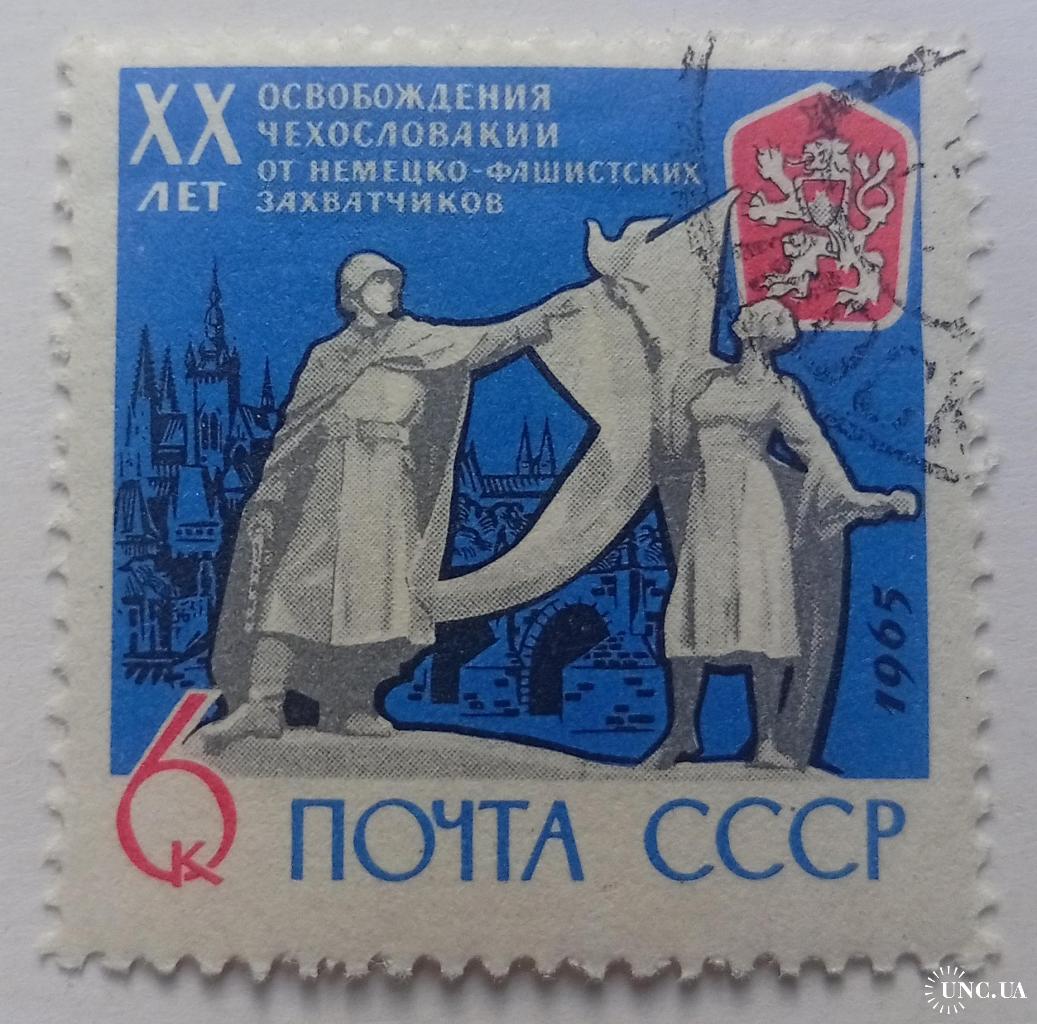 XX
ЛЕТ
ОСВОБОЖДЕНИЯ
ЧЕХОСЛОВАКИИ
ОТ НЕМЕЦКО-ФАШИСТСКИХ
ЗАХВАТЧИКОВ
1965
6 К
ПОЧТА СССР
UNC.UA